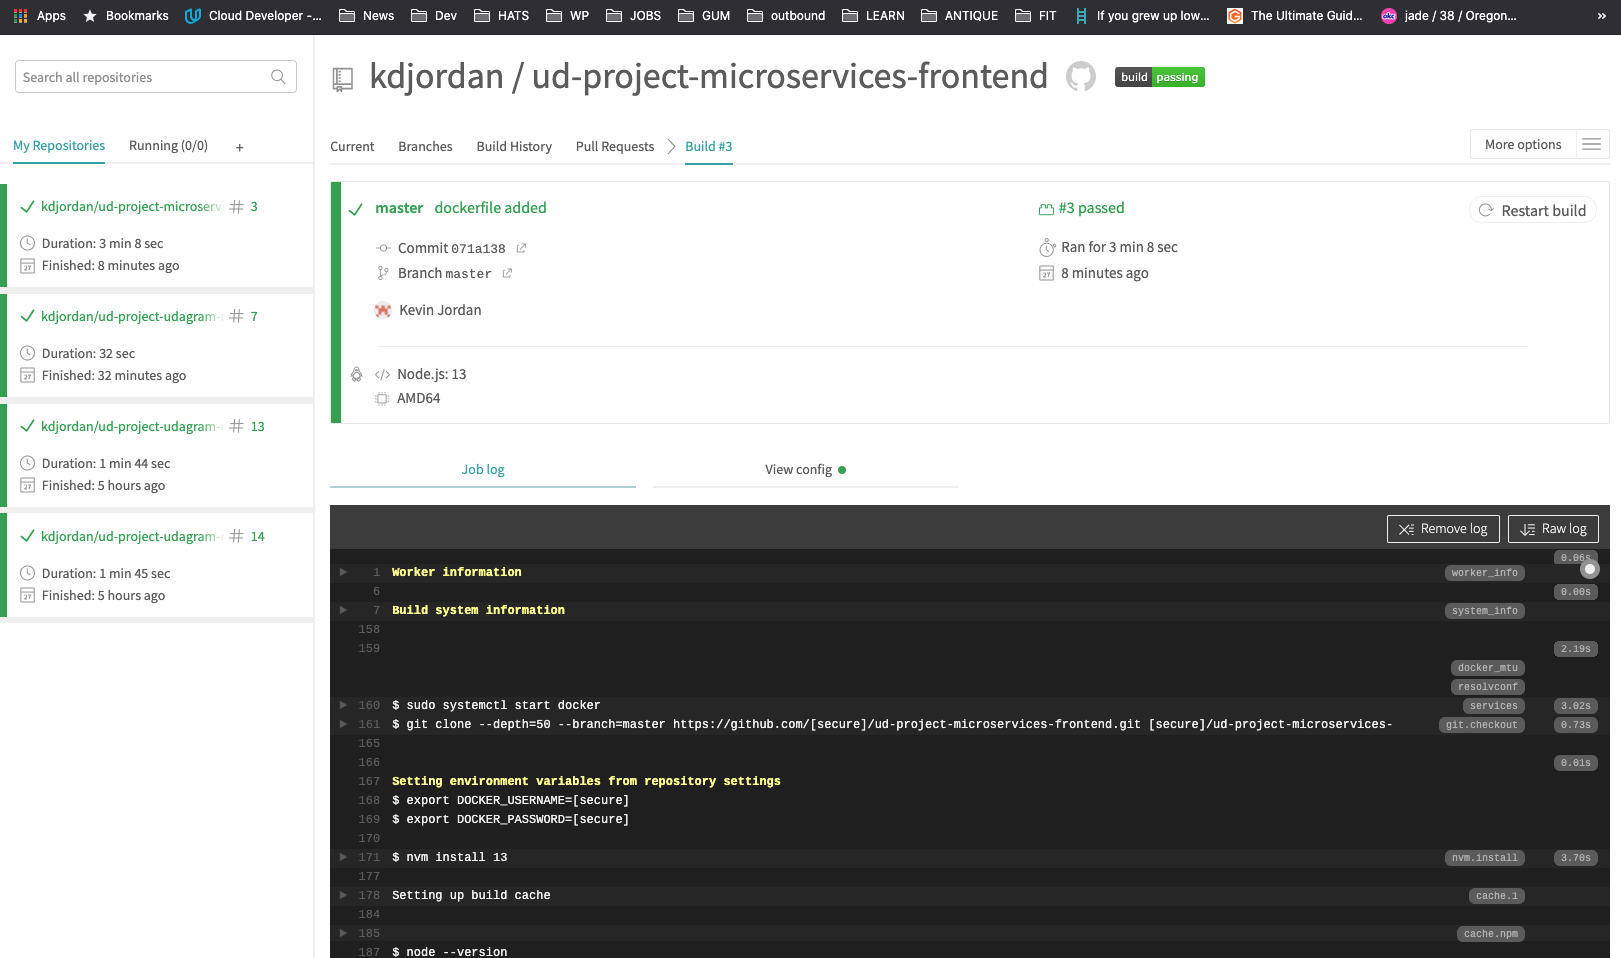 Apps Bookmarks Cloud Developer -... News Dev HATS WP JOBS GUM outbound LEARN ANTIQUE FIT If you grew up low... The Ultimate Guid... okc jade / 38 / Oregon... »
Search all repositories
kdjordan / ud-project-microservices-frontend build passing
My Repositories Running (0/0) +
Current Branches Build History Pull Requests Build #3 More options
kdjordan/ud-project-microserv # 3
Duration: 3 min 8 sec
Finished: 8 minutes ago
kdjordan/ud-project-udagram- # 7
Duration: 32 sec
Finished: 32 minutes ago
kdjordan/ud-project-udagram- # 13
Duration: 1 min 44 sec
Finished: 5 hours ago
kdjordan/ud-project-udagram- # 14
Duration: 1 min 45 sec
Finished: 5 hours ago
master dockerfile added #3 passed Restart build
Commit 071a138 Ran for 3 min 8 sec
Branch master 8 minutes ago
Kevin Jordan
</> Node.js: 13
AMD64
Job log View config
Remove log Raw log
0.06s
1 Worker information worker_info
6 0.00s
7 Build system information system_info
158
159 2.19s
docker_mtu
resolvconf
160 $ sudo systemctl start docker services 3.02s
161 $ git clone --depth=50 --branch=master https://github.com/[secure]/ud-project-microservices-frontend.git [secure]/ud-project-microservices- git.checkout 0.73s
165
166 0.01s
167 Setting environment variables from repository settings
168 $ export DOCKER_USERNAME=[secure]
169 $ export DOCKER_PASSWORD=[secure]
170
171 $ nvm install 13 nvm.install 3.70s
177
178 Setting up build cache cache.1
184
185 cache.npm
187 $ node --version